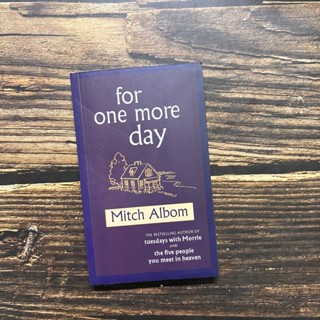 for
one more
day
Mitch Albom
THE BESTSELLING AUTHOR OF
tuesdays with Morrie
AND
the five people
you meet in heaven